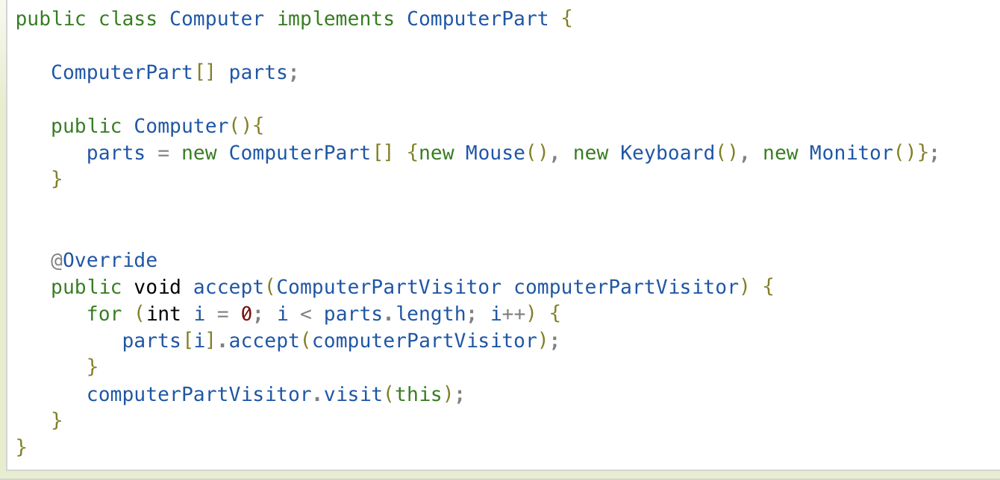 public class Computer implements ComputerPart {
ComputerPart[] parts;
public Computer(){
parts = new ComputerPart[] {new Mouse(), new Keyboard(), new Monitor()};
}
@Override
public void accept(ComputerPartVisitor computerPartVisitor) {
for (int i = 0; i < parts.length; i++) {
parts[i].accept(computerPartVisitor);
}
computerPartVisitor.visit(this);
}
}